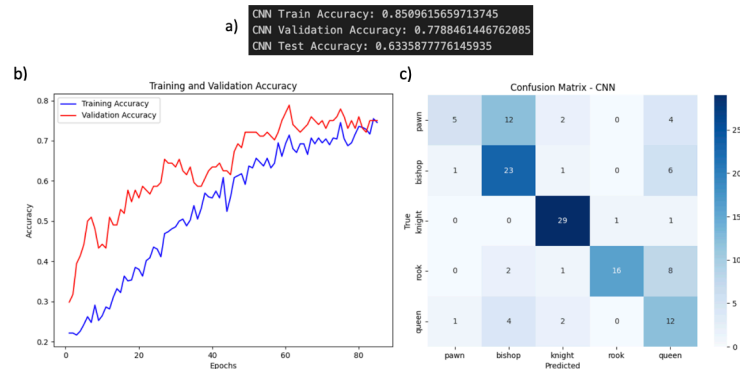 a)
CNN Train Accuracy: 0.8509615659713745
CNN Validation Accuracy: 0.7788461446762085
CNN Test Accuracy: 0.6335877776145935
b)
Training and Validation Accuracy
Training Accuracy
Validation Accuracy
0.8
0.7
0.6
0.5
0.4
0.3
0.2
Accuracy
0 20 40 60 80
Epochs
c)
Confusion Matrix - CNN
True
pawn 5 12 2 0 4
bishop 1 23 1 0 6
knight 0 0 29 1 1
rook 0 2 1 16 8
queen 1 4 2 0 12
pawn bishop knight rook queen
Predicted
25
20
15
10
5
0